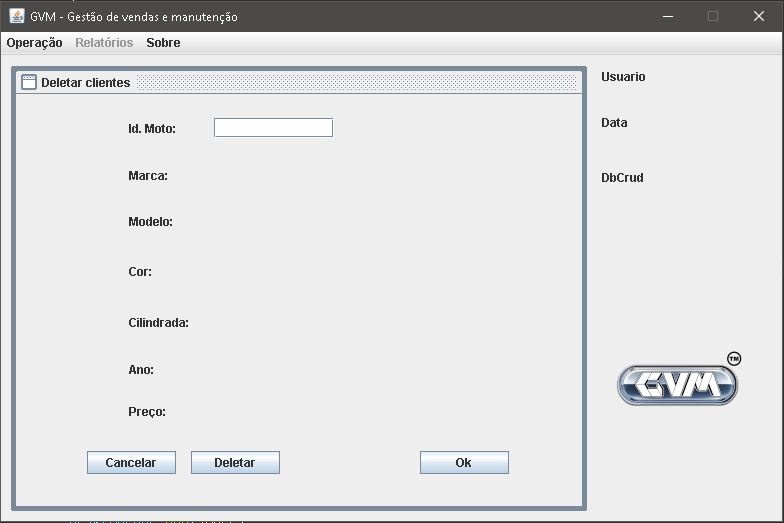 GVM - Gestão de vendas e manutenção
Operação Relatórios Sobre
Deletar clientes
Id. Moto:
Marca:
Modelo:
Cor:
Cilindrada:
Ano:
Preço:
Cancelar Deletar Ok
Usuario
Data
DbCrud
TM
GVM